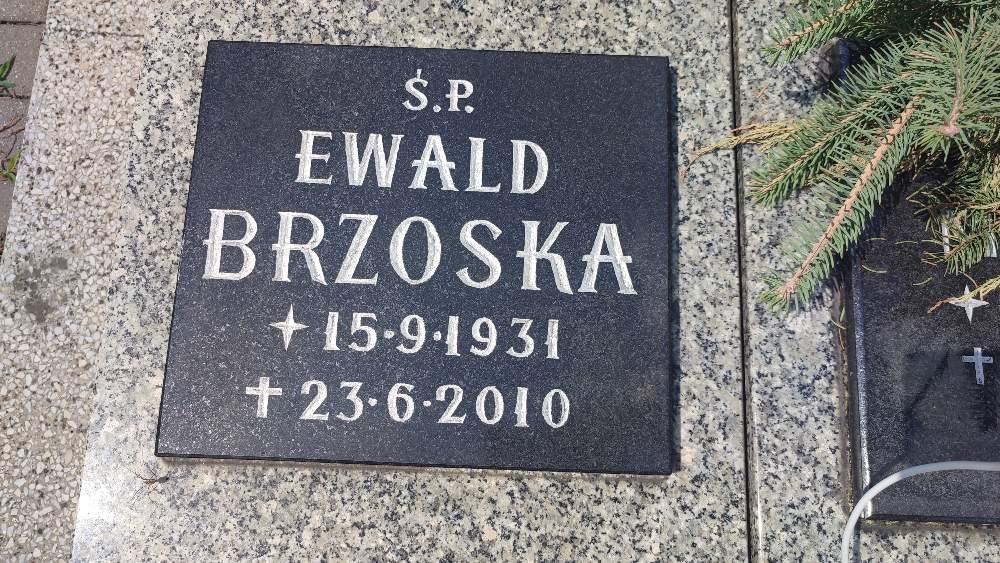 Ś.P.
EWALD
BRZOSKA
15·9·1931
✝ 23·6·2010